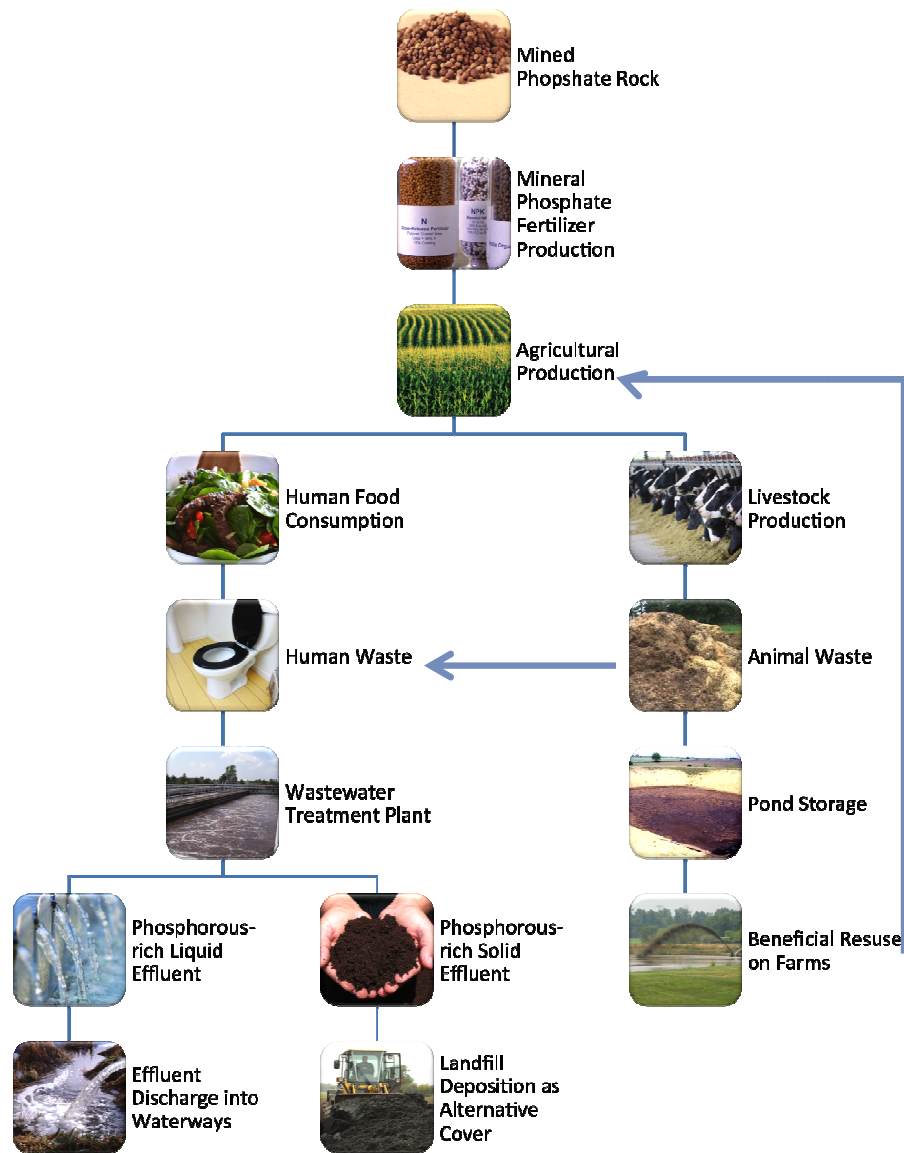 Mined
Phopshate Rock
Mineral
Phosphate
Fertilizer
Production
N
NPK
Agricultural
Production
Human Food
Consumption
Livestock
Production
Human Waste
Animal Waste
Wastewater
Treatment Plant
Pond Storage
Phosphorous-
rich Liquid
Effluent
Phosphorous-
rich Solid
Effluent
Beneficial Resuse
on Farms
Effluent
Discharge into
Waterways
Landfill
Deposition as
Alternative
Cover